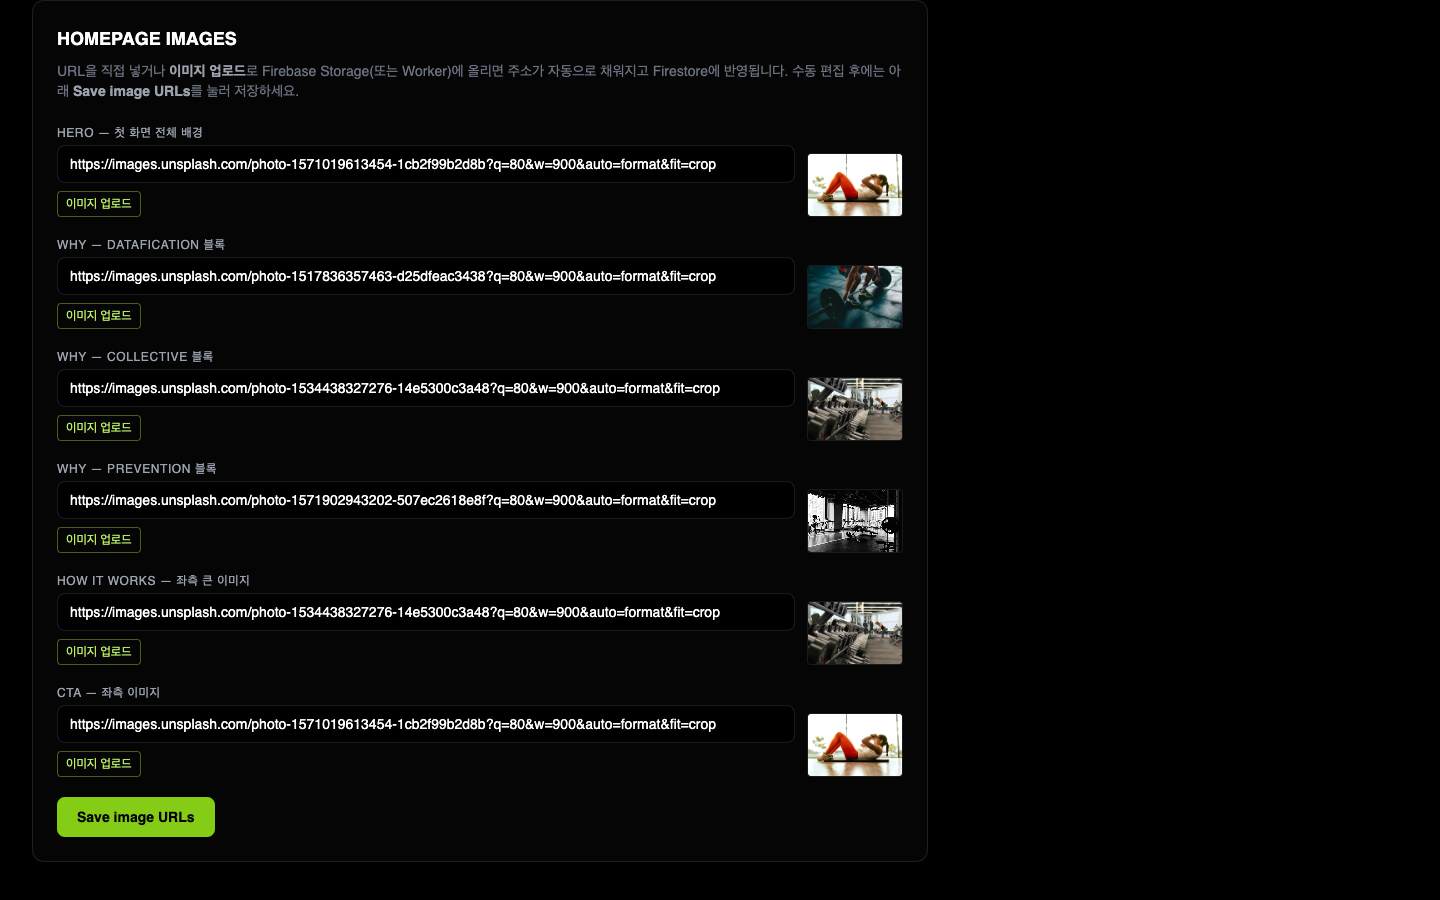 HOMEPAGE IMAGES
URL을 직접 넣거나 이미지 업로드로 Firebase Storage(또는 Worker)에 올리면 주소가 자동으로 채워지고 Firestore에 반영됩니다. 수동 편집 후에는 아
래 Save image URLs를 눌러 저장하세요.
HERO — 첫 화면 전체 배경
https://images.unsplash.com/photo-1571019613454-1cb2f99b2d8b?q=80&w=900&auto=format&fit=crop
이미지 업로드
WHY — DATAFICATION 블록
https://images.unsplash.com/photo-1517836357463-d25dfeac3438?q=80&w=900&auto=format&fit=crop
이미지 업로드
WHY — COLLECTIVE 블록
https://images.unsplash.com/photo-1534438327276-14e5300c3a48?q=80&w=900&auto=format&fit=crop
이미지 업로드
WHY — PREVENTION 블록
https://images.unsplash.com/photo-1571902943202-507ec2618e8f?q=80&w=900&auto=format&fit=crop
이미지 업로드
HOW IT WORKS — 좌측 큰 이미지
https://images.unsplash.com/photo-1534438327276-14e5300c3a48?q=80&w=900&auto=format&fit=crop
이미지 업로드
CTA — 좌측 이미지
https://images.unsplash.com/photo-1571019613454-1cb2f99b2d8b?q=80&w=900&auto=format&fit=crop
이미지 업로드
Save image URLs